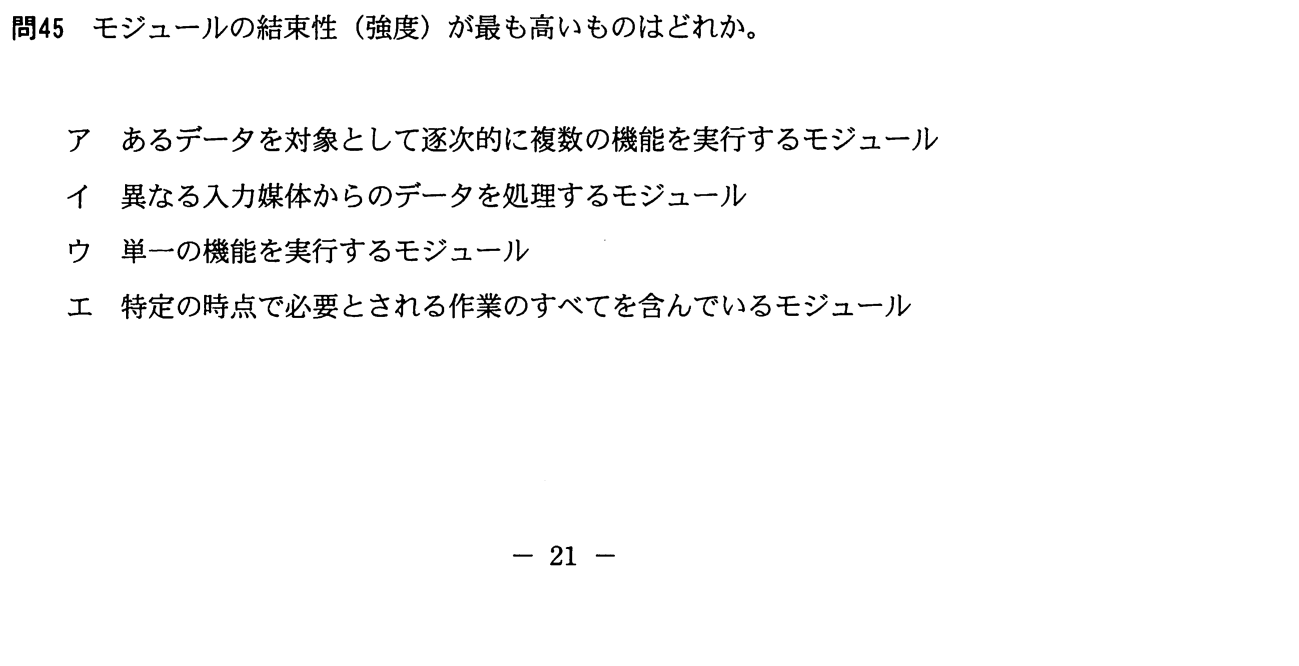 問45 モジュールの結束性（強度）が最も高いものはどれか。
ア あるデータを対象として逐次的に複数の機能を実行するモジュール
イ 異なる入力媒体からのデータを処理するモジュール
ウ 単一の機能を実行するモジュール
エ 特定の時点で必要とされる作業のすべてを含んでいるモジュール
－ 21 －